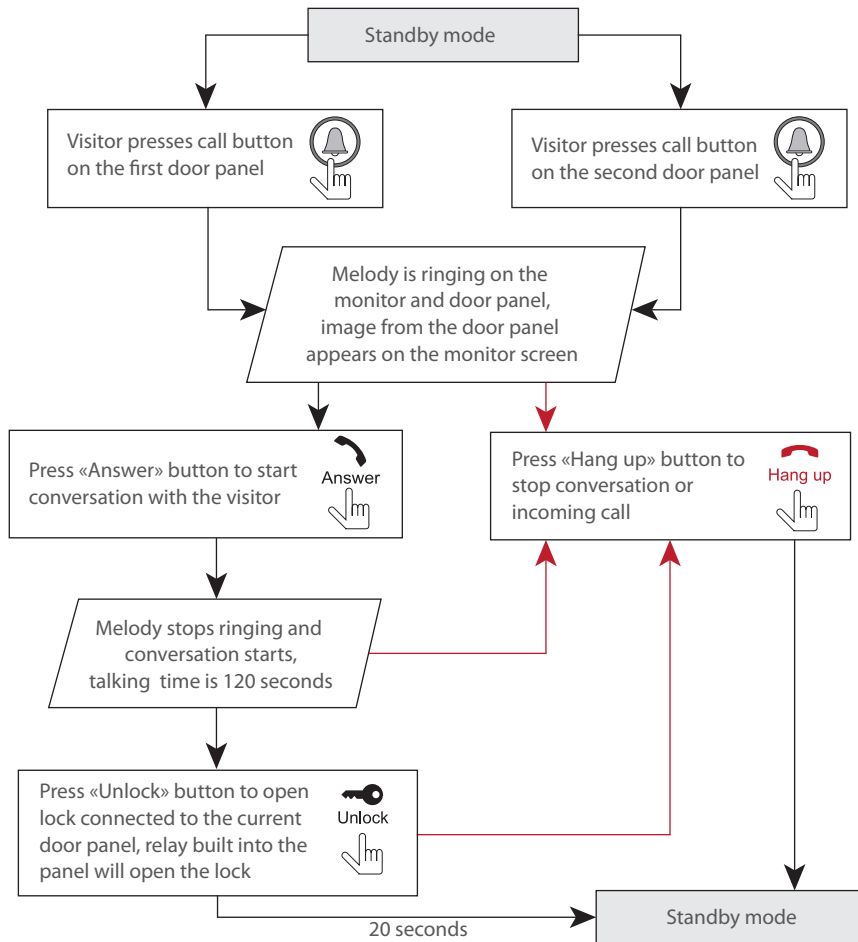 Standby mode
Visitor presses call button
on the first door panel
Visitor presses call button
on the second door panel
Melody is ringing on the
monitor and door panel,
image from the door panel
appears on the monitor screen
Press «Answer» button to start
conversation with the visitor
Answer
Press «Hang up» button to
stop conversation or
incoming call
Hang up
Melody stops ringing and
conversation starts,
talking time is 120 seconds
Press «Unlock» button to open
lock connected to the current
door panel, relay built into the
panel will open the lock
Unlock
20 seconds
Standby mode